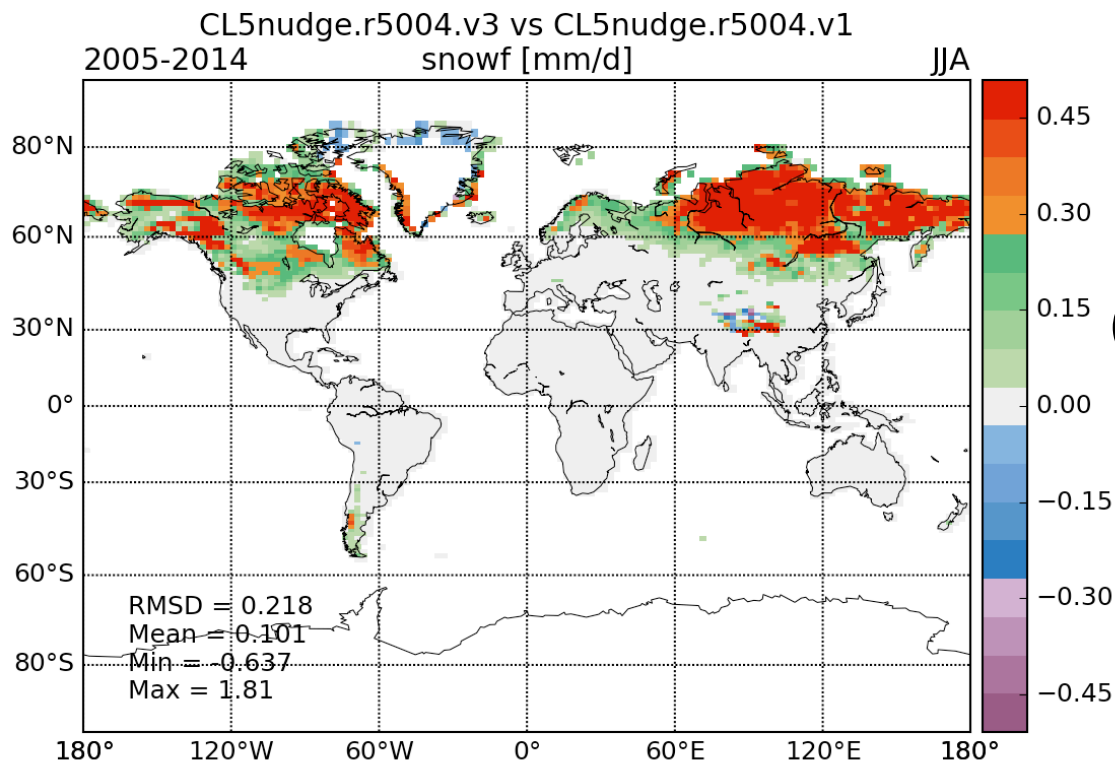 CL5nudge.r5004.v3 vs CL5nudge.r5004.v1
2005-2014 snowf [mm/d] JJA
80°N
60°N
30°N
0°
30°S
60°S
80°S
RMSD = 0.218
Mean = 0.101
Min = -0.637
Max = 1.81
180° 120°W 60°W 0° 60°E 120°E 180°
0.45
0.30
0.15
0.00
−0.15
−0.30
−0.45